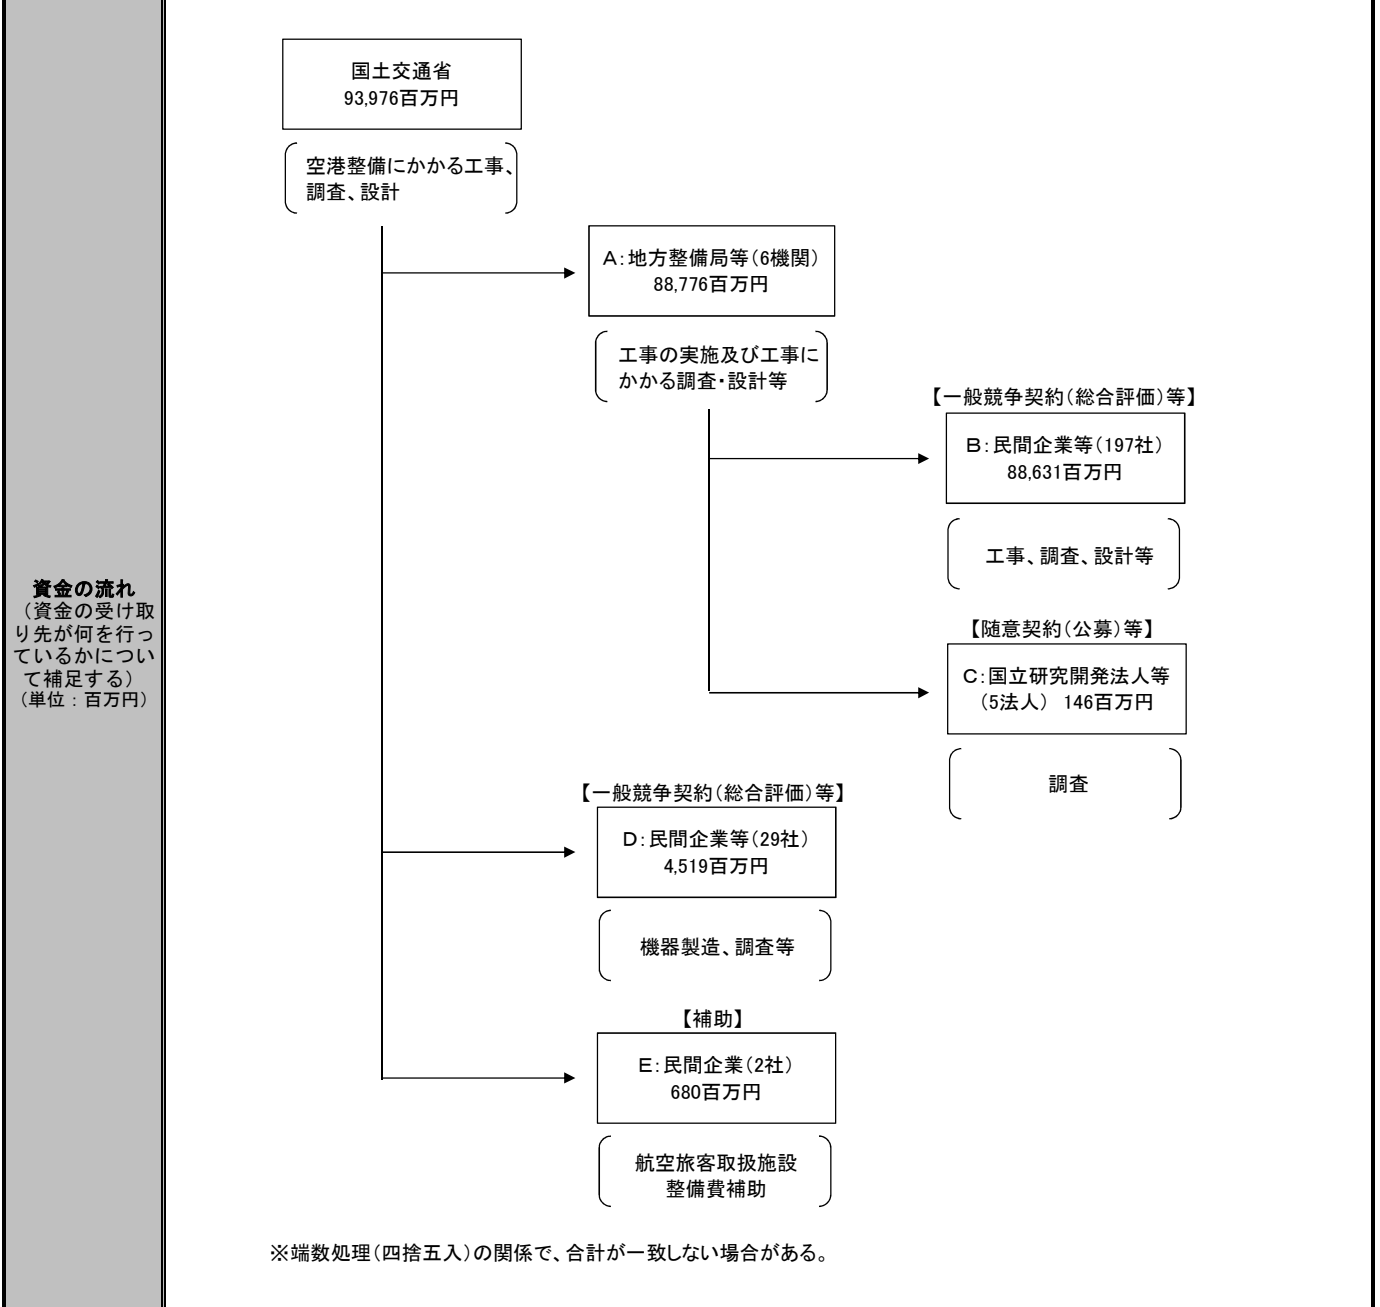 資金の流れ
（資金の受け取
り先が何を行っ
ているかについ
て補足する）
（単位：百万円）
国土交通省
93,976百万円
空港整備にかかる工事、
調査、設計
A：地方整備局等（6機関）
88,776百万円
工事の実施及び工事に
かかる調査・設計等
【一般競争契約（総合評価）等】
B：民間企業等（197社）
88,631百万円
工事、調査、設計等
【随意契約（公募）等】
C：国立研究開発法人等
（5法人）　146百万円
調査
【一般競争契約（総合評価）等】
D：民間企業等（29社）
4,519百万円
機器製造、調査等
【補助】
E：民間企業（2社）
680百万円
航空旅客取扱施設
整備費補助
※端数処理（四捨五入）の関係で、合計が一致しない場合がある。